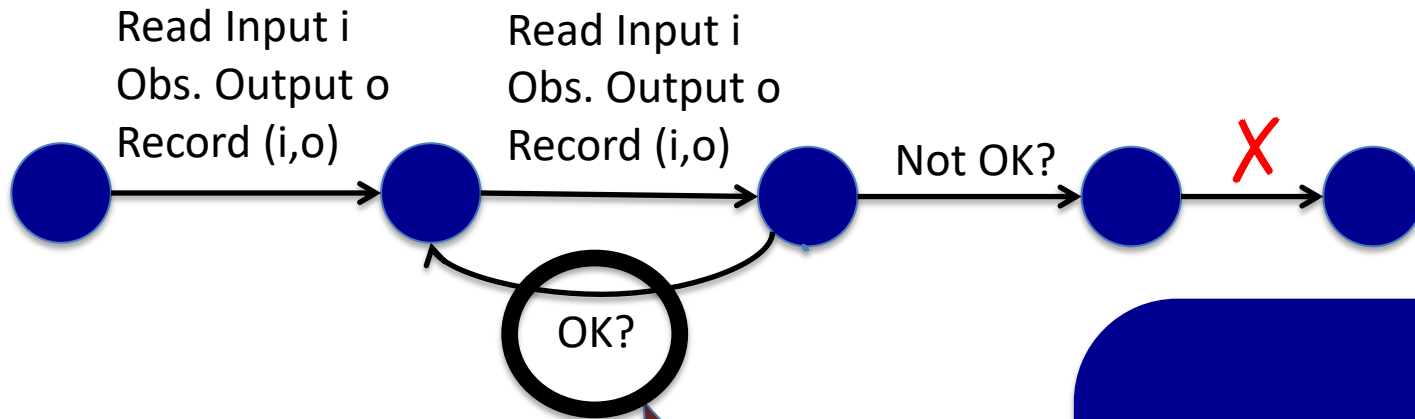 Read Input i
Obs. Output o
Record (i,o)
Read Input i
Obs. Output o
Record (i,o)
Not OK?
✗
OK?